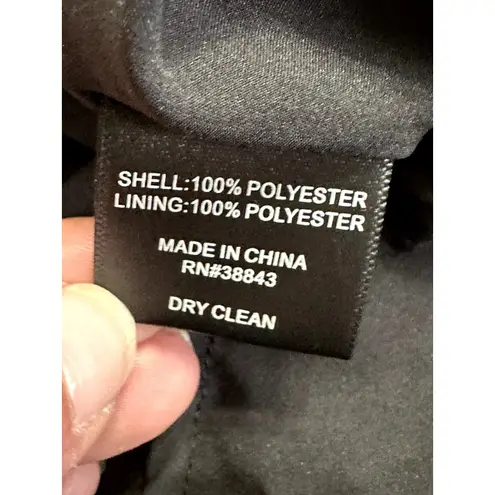 SHELL:100% POLYESTER
LINING:100% POLYESTER
MADE IN CHINA
RN#38843
DRY CLEAN